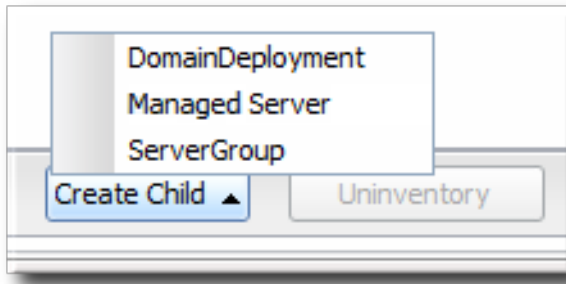 DomainDeployment
Managed Server
ServerGroup
Create Child
Uninventory